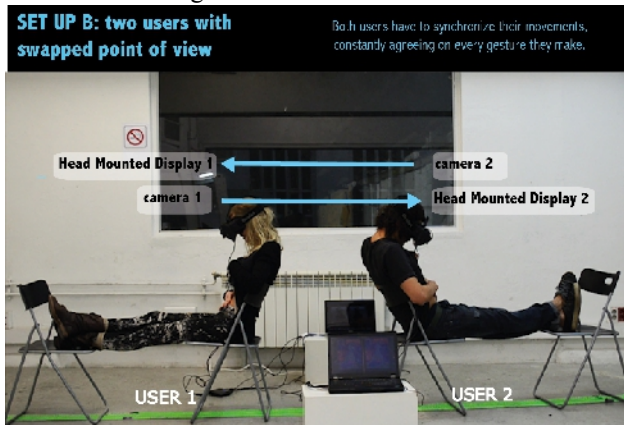 SET UP B: two users with
swapped point of view
Both users have to synchronize their movements,
constantly agreeing on every gesture they make.
Head Mounted Display 1
camera 2
camera 1
Head Mounted Display 2
USER 1
USER 2